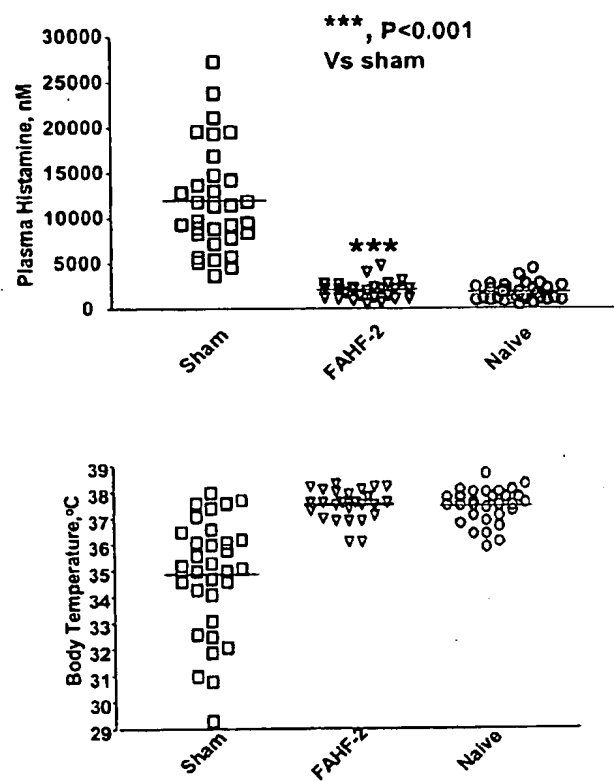 ***, P<0.001
Vs sham
Plasma Histamine, nM
30000
25000
20000
15000
10000
5000
0
***
Sham
FAHF-2
Naive
Body Temperature,ºC
39
38
37
36
35
34
33
32
31
30
29
Sham
FAHF-2
Naive